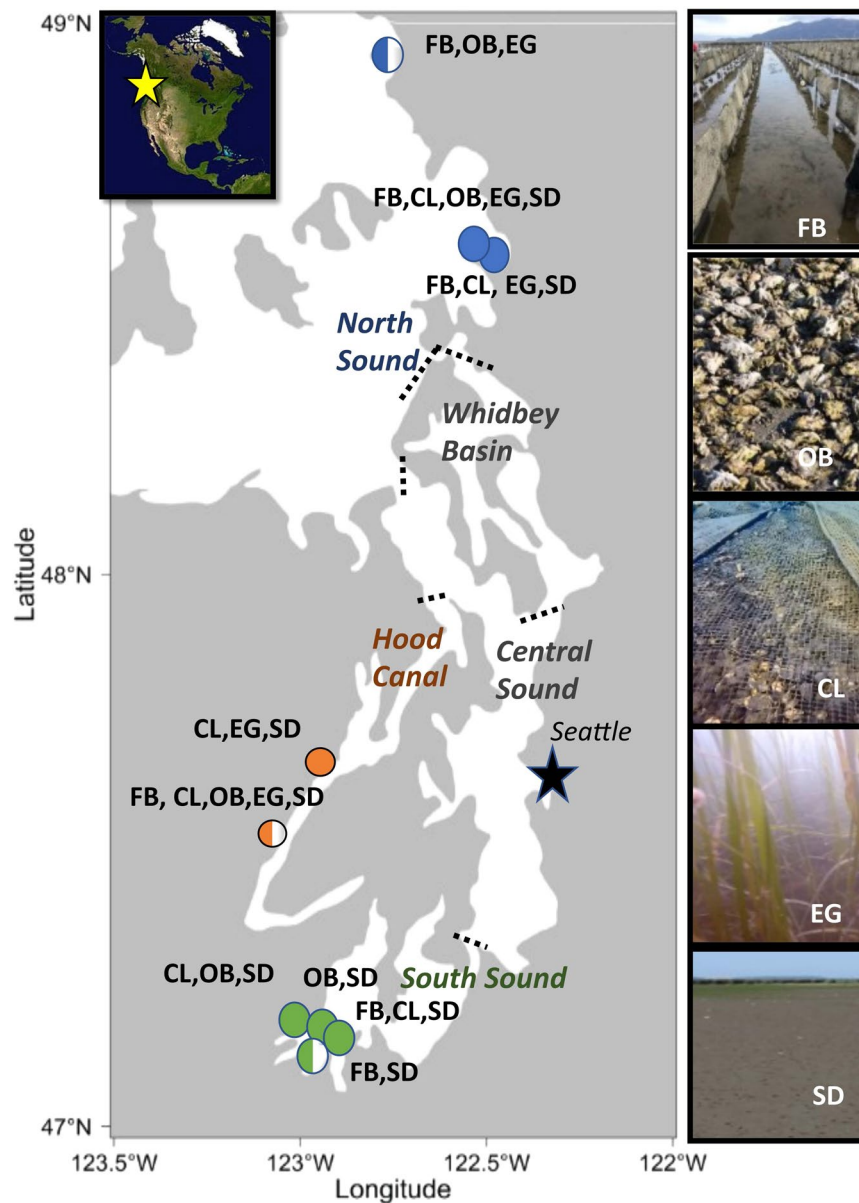 49°N
FB,OB,EG
FB,CL,OB,EG,SD
FB,CL, EG,SD
North
Sound
Whidbey
Basin
Latitude
48°N
Hood
Canal
Central
Sound
CL,EG,SD
Seattle
FB, CL,OB,EG,SD
CL,OB,SD
OB,SD
South Sound
FB,CL,SD
FB,SD
47°N
123.5°W
123°W
122.5°W
122°W
Longitude
FB
OB
CL
EG
SD